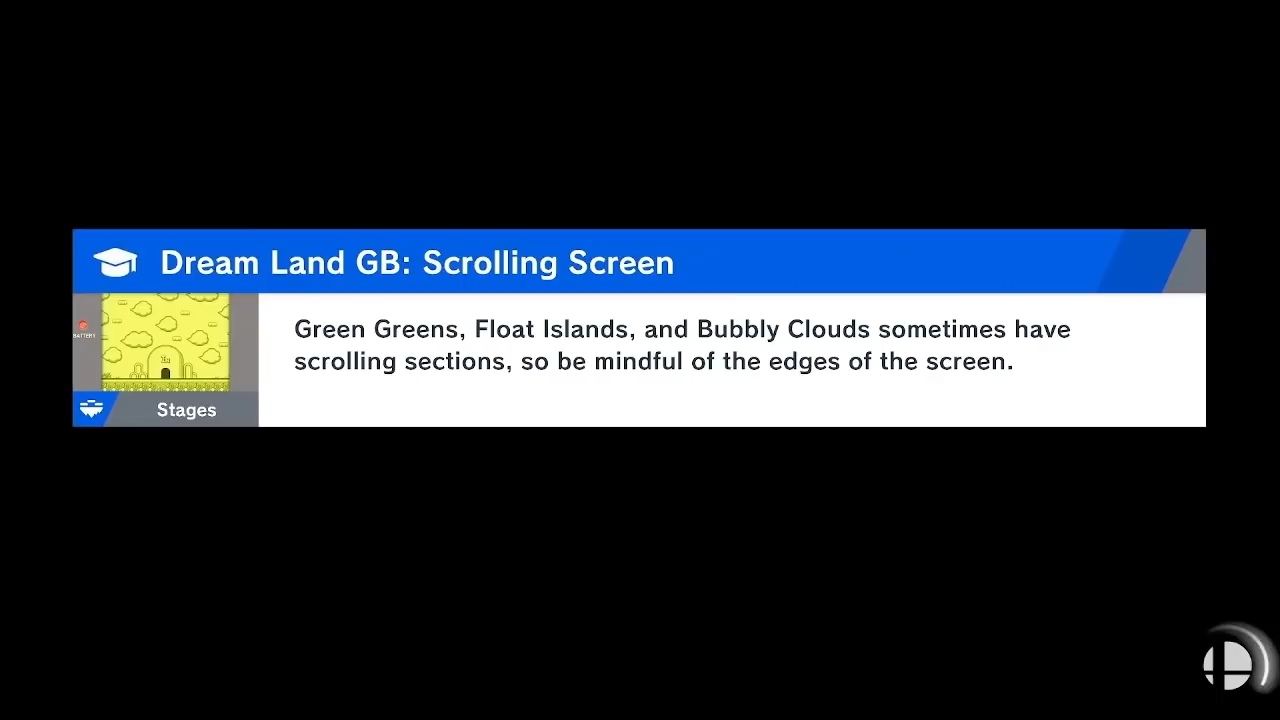 Dream Land GB: Scrolling Screen
BATTERY
Green Greens, Float Islands, and Bubbly Clouds sometimes have
scrolling sections, so be mindful of the edges of the screen.
Stages